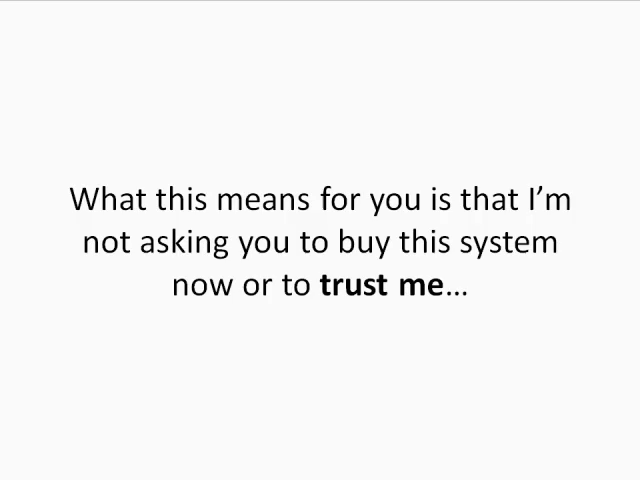 What this means for you is that I’m
not asking you to buy this system
now or to trust me…